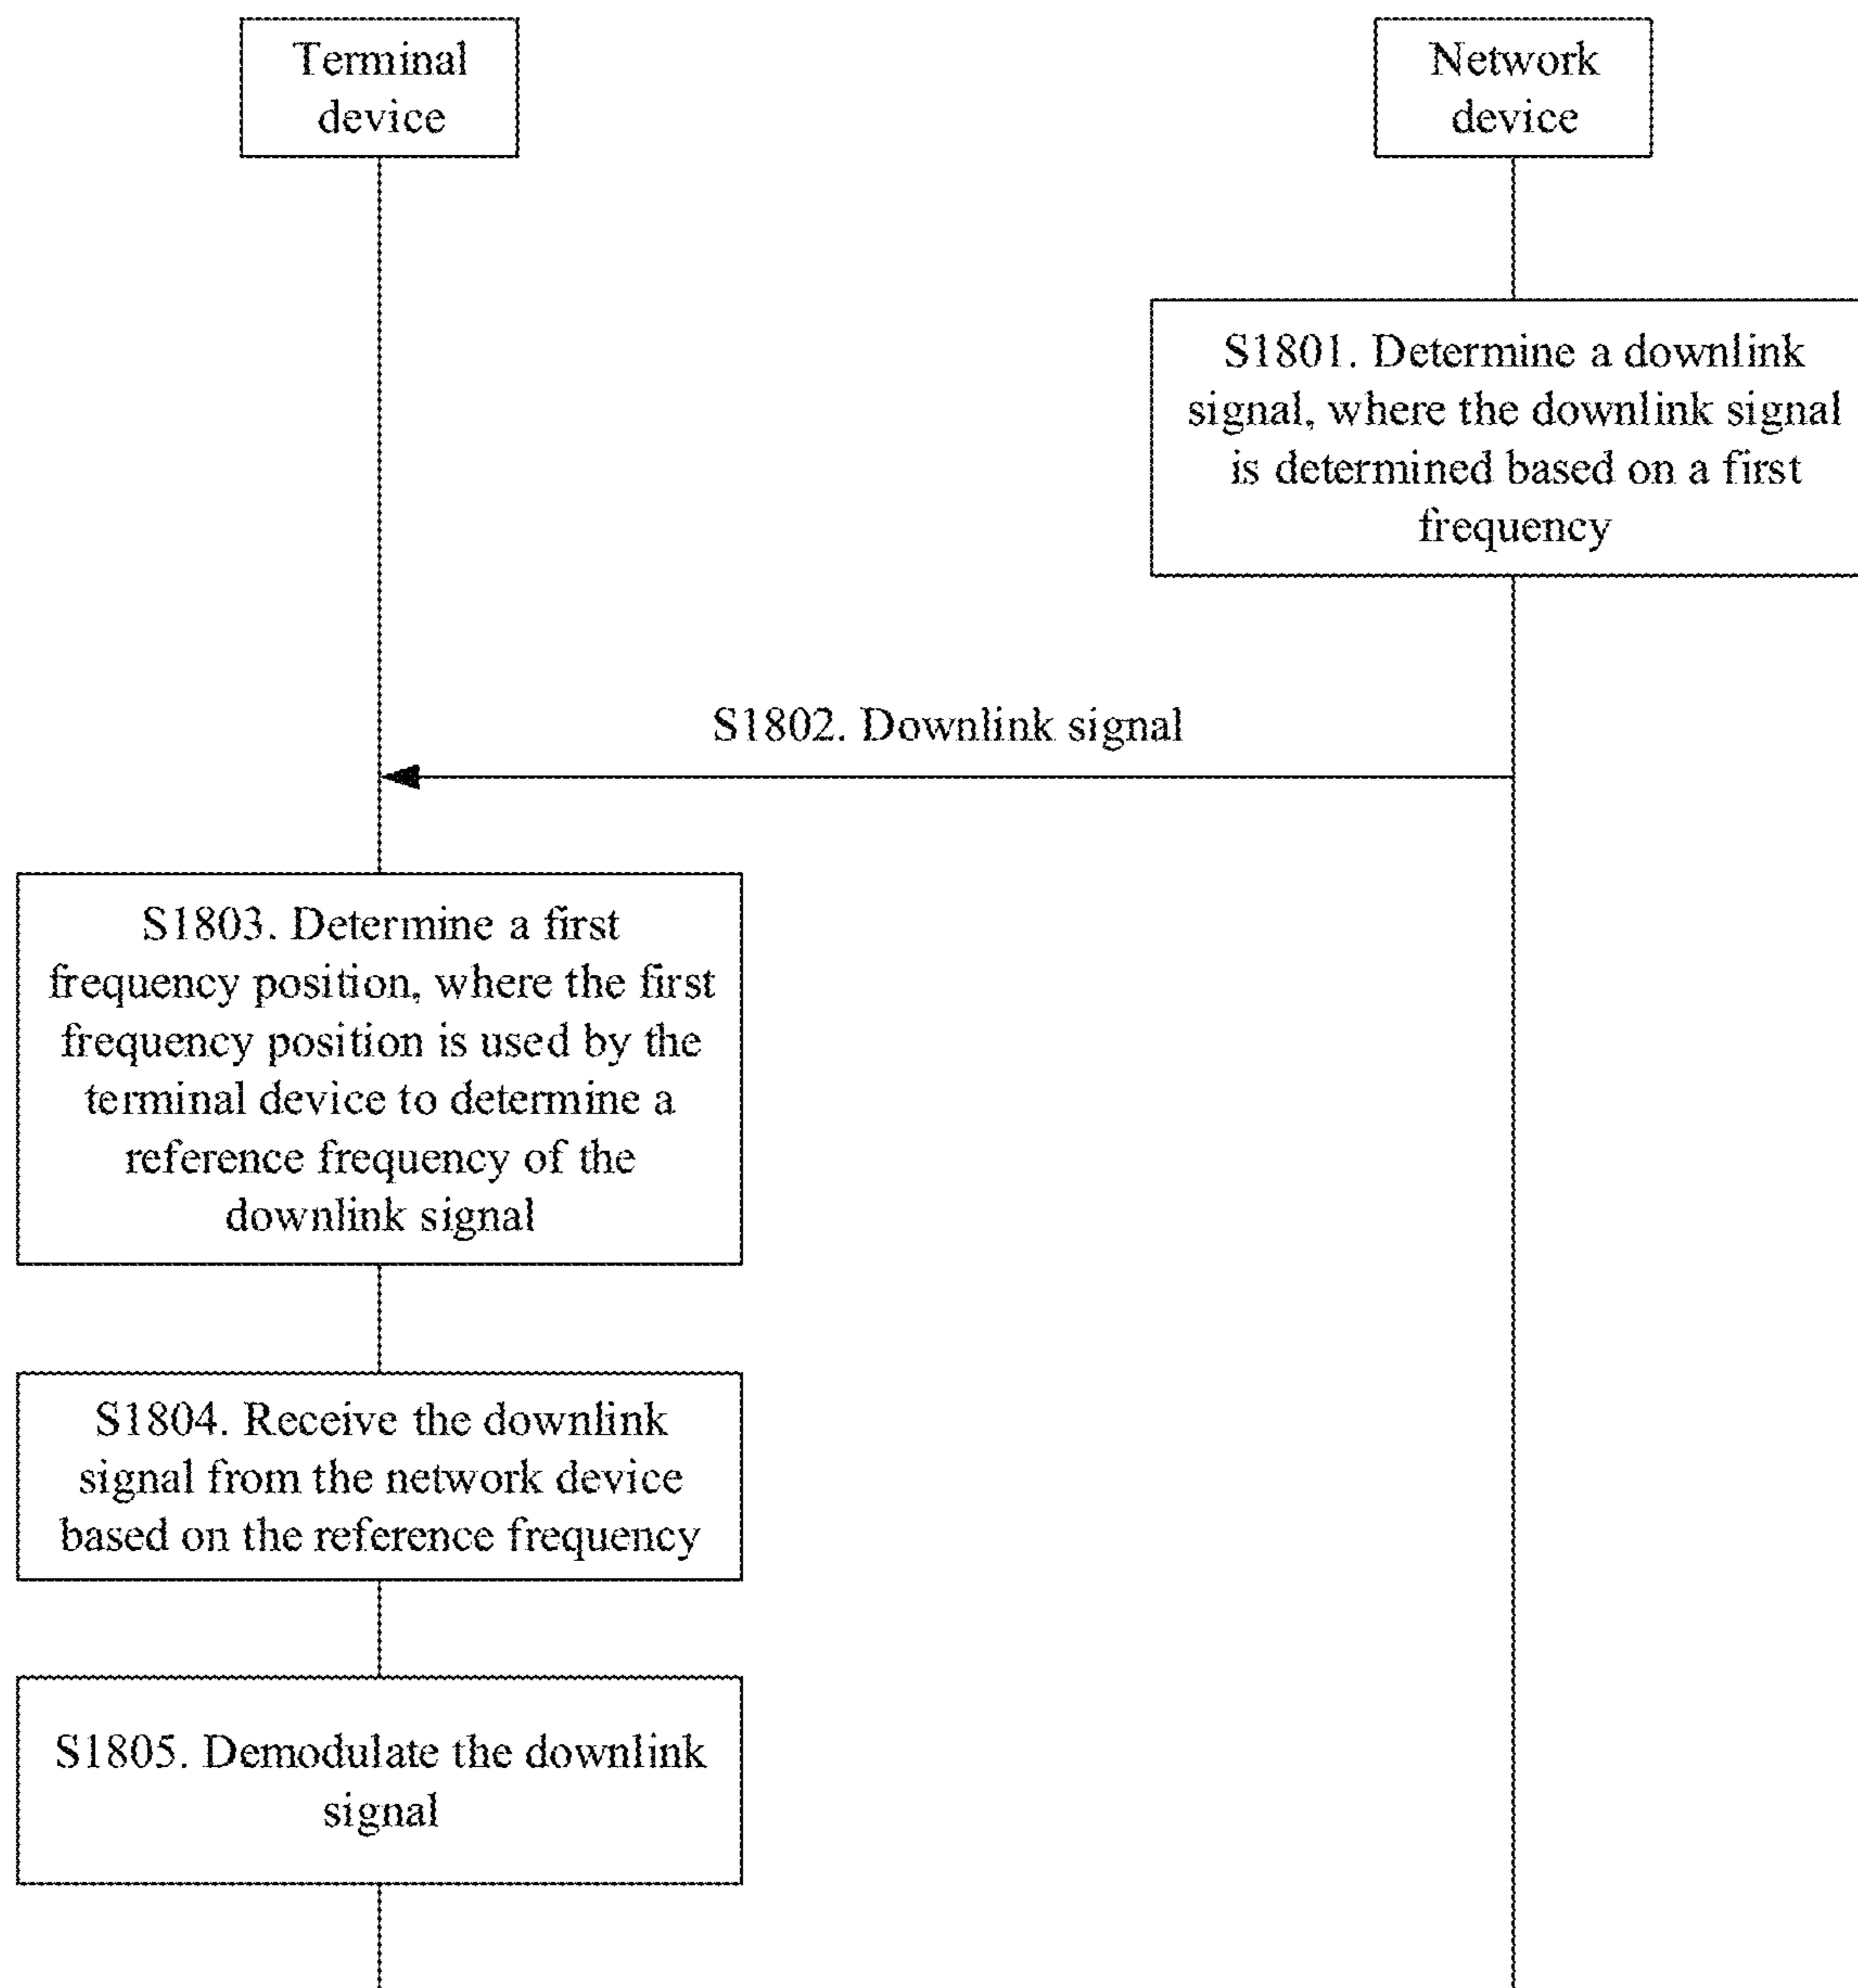 Terminal
device
Network
device
S1801. Determine a downlink
signal, where the downlink signal
is determined based on a first
frequency
S1802. Downlink signal
S1803. Determine a first
frequency position, where the first
frequency position is used by the
terminal device to determine a
reference frequency of the
downlink signal
S1804. Receive the downlink
signal from the network device
based on the reference frequency
S1805. Demodulate the downlink
signal